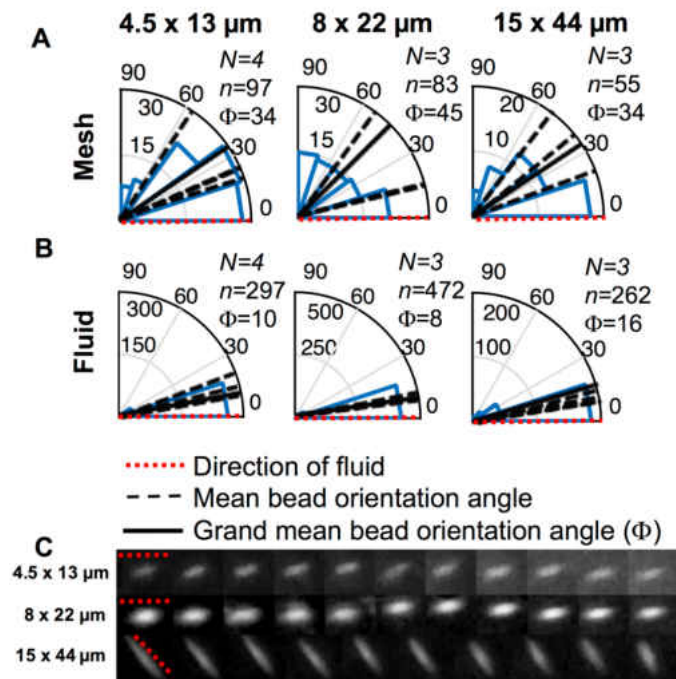 4.5 x 13 µm 8 x 22 µm 15 x 44 µm
A
Mesh
90 60 30 0 30 15 N=4 n=97 Φ=34
90 60 30 0 30 15 N=3 n=83 Φ=45
90 60 30 0 20 10 N=3 n=55 Φ=34
B
Fluid
90 60 30 0 300 150 N=4 n=297 Φ=10
90 60 30 0 500 250 N=3 n=472 Φ=8
90 60 30 0 200 100 N=3 n=262 Φ=16
Direction of fluid
Mean bead orientation angle
Grand mean bead orientation angle (Φ)
C
4.5 x 13 µm
8 x 22 µm
15 x 44 µm